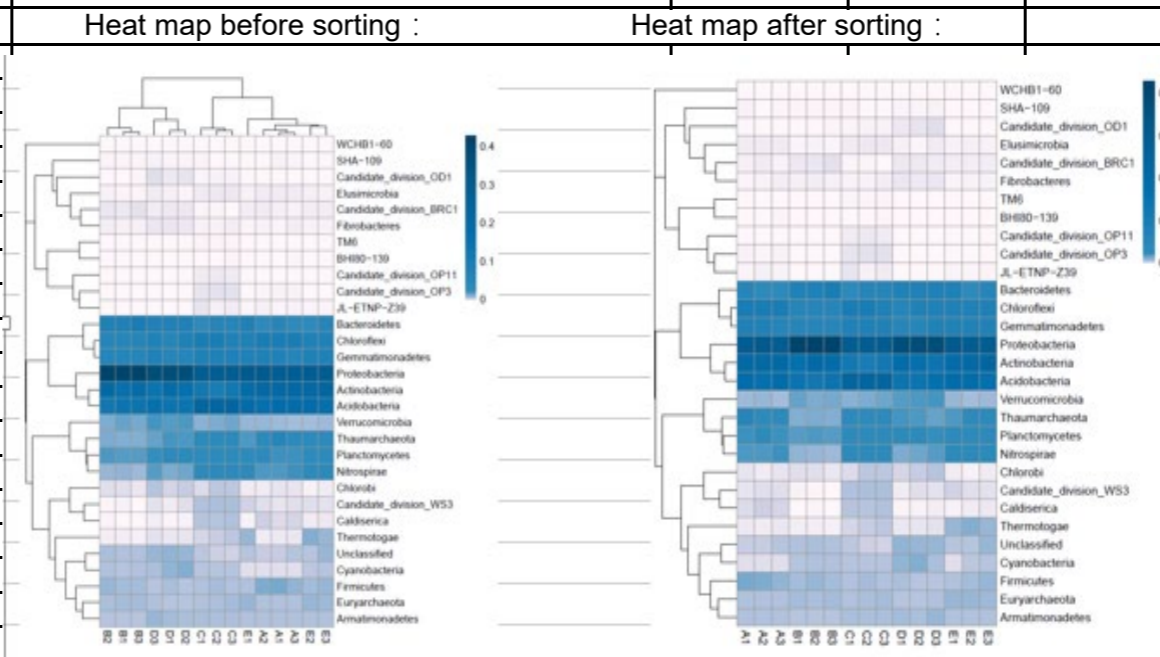 Heat map before sorting :
Heat map after sorting :
WCHB1-60
SHA-109
Candidate_division_OD1
Elusimicrobia
Candidate_division_BRC1
Fibrobacteres
TM6
BHI80-139
Candidate_division_OP11
Candidate_division_OP3
JL-ETNP-Z39
Bacteroidetes
Chloroflexi
Gemmatimonadetes
Proteobacteria
Actinobacteria
Acidobacteria
Verrucomicrobia
Thaumarchaeota
Planctomycetes
Nitrospirae
Chlorobi
Candidate_division_WS3
Caldiserica
Thermotogae
Unclassified
Cyanobacteria
Firmicutes
Euryarchaeota
Armatimonadetes
B2 B1 B3 D3 D1 D2 C1 C2 C3 E1 A2 A1 A3 E2 E3
0.4
0.3
0.2
0.1
0
WCHB1-60
SHA-109
Candidate_division_OD1
Elusimicrobia
Candidate_division_BRC1
Fibrobacteres
TM6
BHI80-139
Candidate_division_OP11
Candidate_division_OP3
JL-ETNP-Z39
Bacteroidetes
Chloroflexi
Gemmatimonadetes
Proteobacteria
Actinobacteria
Acidobacteria
Verrucomicrobia
Thaumarchaeota
Planctomycetes
Nitrospirae
Chlorobi
Candidate_division_WS3
Caldiserica
Thermotogae
Unclassified
Cyanobacteria
Firmicutes
Euryarchaeota
Armatimonadetes
A1 A2 A3 B1 B2 B3 C1 C2 C3 D1 D2 D3 E1 E2 E3